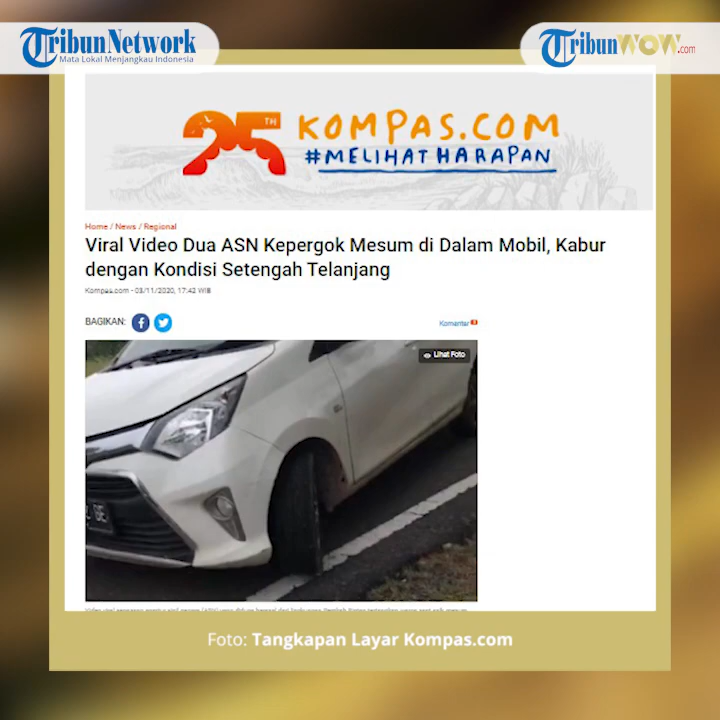 Tribun Network
Mata Lokal Menjangkau Indonesia
TribunWOW.com
25TH KOMPAS.COM
#MELIHATHARAPAN
Home / News / Regional
Viral Video Dua ASN Kepergok Mesum di Dalam Mobil, Kabur
dengan Kondisi Setengah Telanjang
Kompas.com - 03/11/2020, 17:42 WIB
BAGIKAN:
Komentar
Lihat Foto
Foto: Tangkapan Layar Kompas.com